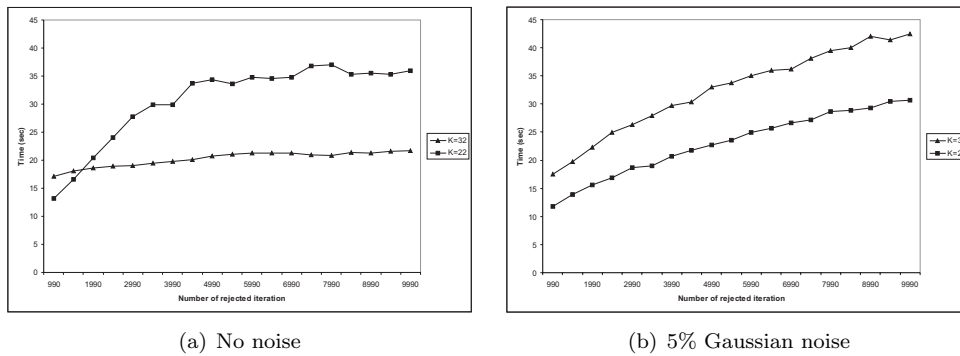 45
40
35
30
25
20
15
10
5
0
Time (sec)
990 1990 2990 3990 4990 5990 6990 7990 8990 9990
Number of rejected iteration
K=32
K=22
(a) No noise
45
40
35
30
25
20
15
10
5
0
Time (sec)
990 1990 2990 3990 4990 5990 6990 7990 8990 9990
Number of rejected iteration
K=3
K=2
(b) 5% Gaussian noise